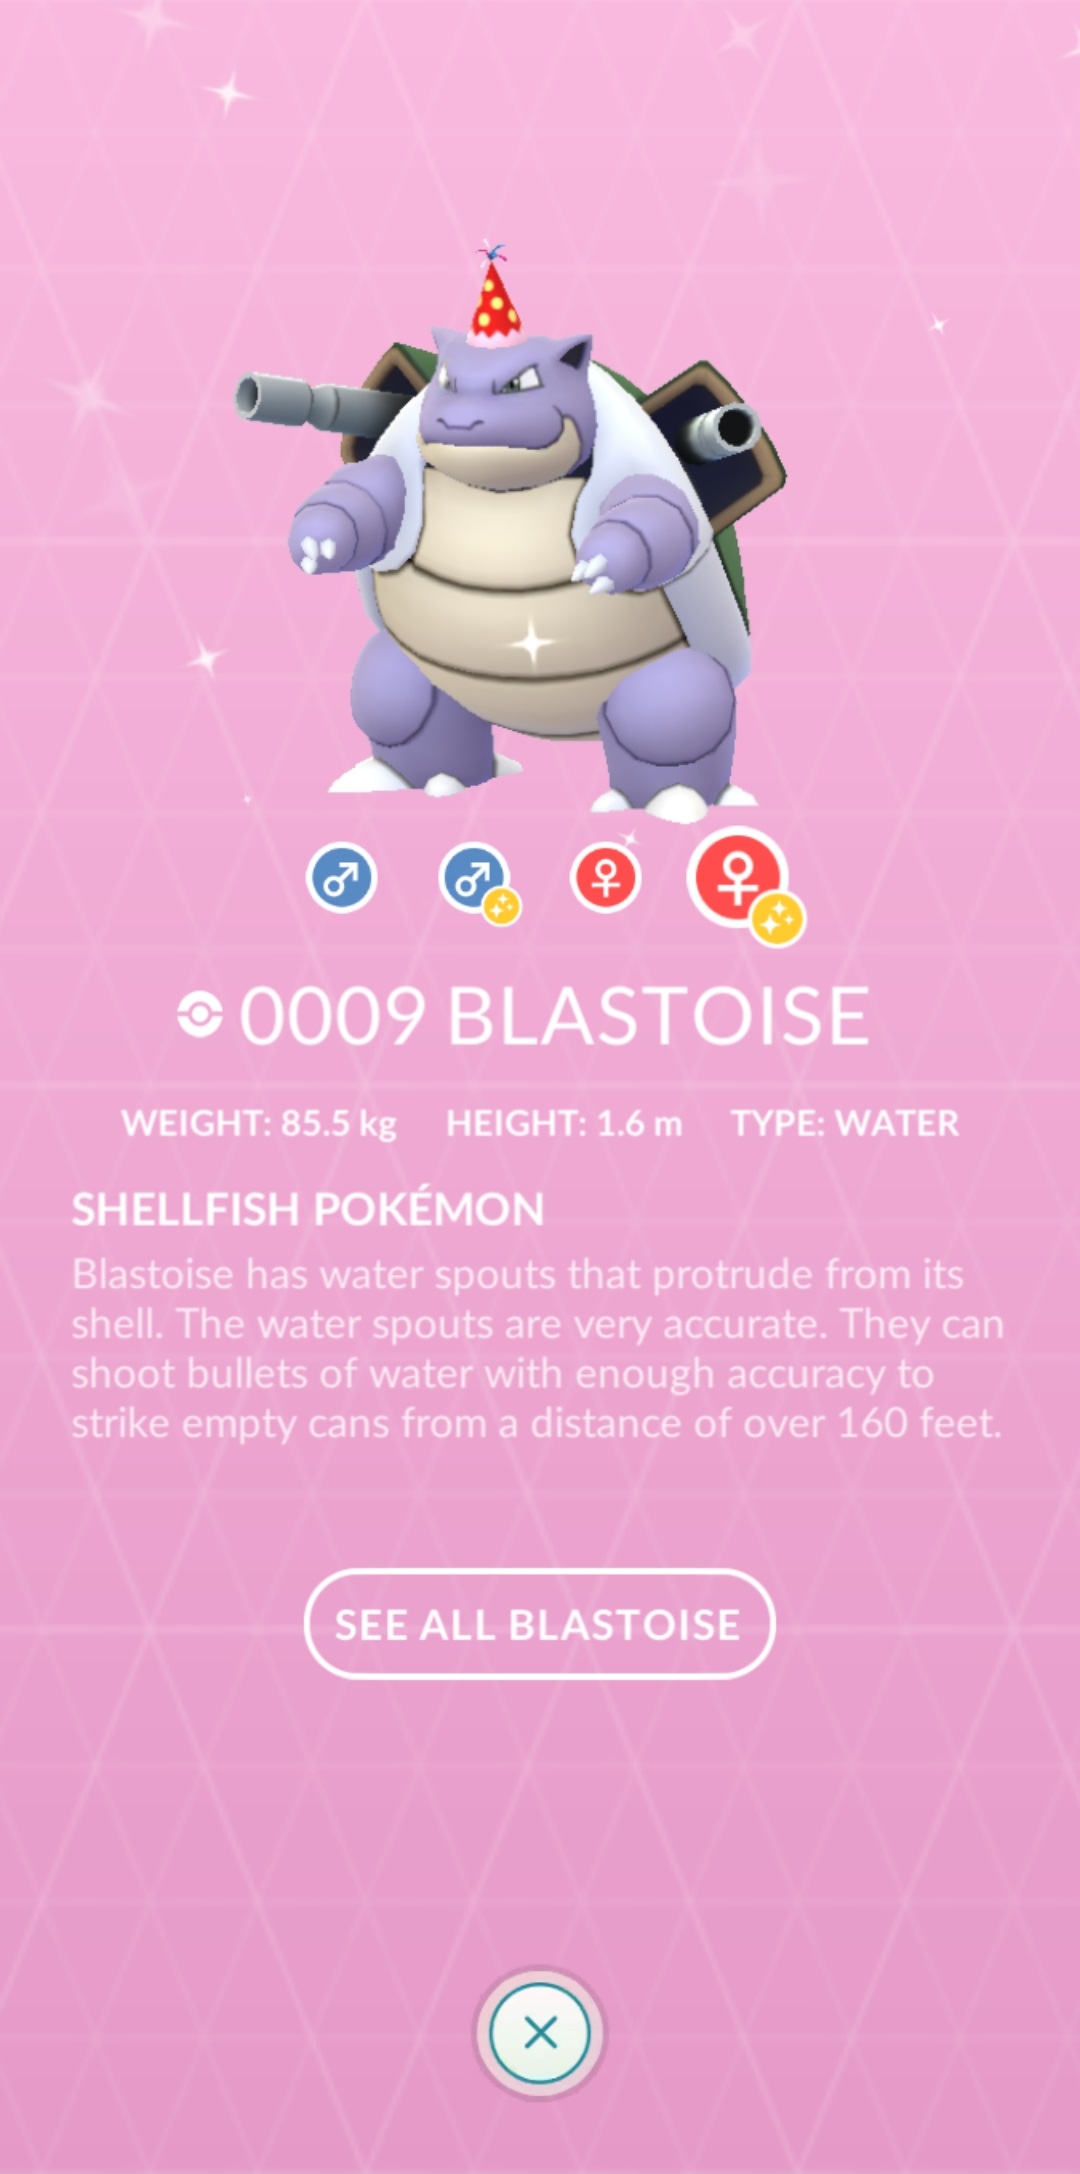 0009 BLASTOISE
WEIGHT: 85.5 kg HEIGHT: 1.6 m TYPE: WATER
SHELLFISH POKÉMON
Blastoise has water spouts that protrude from its
shell. The water spouts are very accurate. They can
shoot bullets of water with enough accuracy to
strike empty cans from a distance of over 160 feet.
SEE ALL BLASTOISE